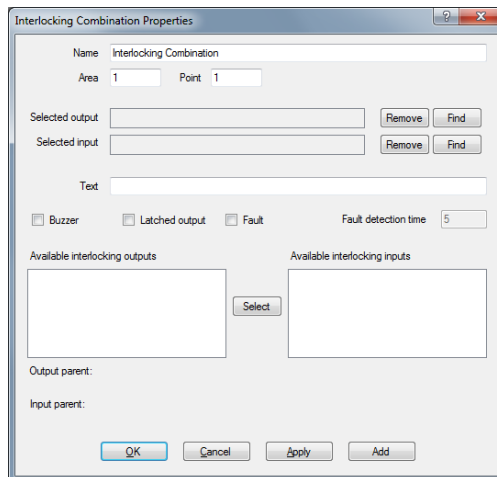 Interlocking Combination Properties
Name Interlocking Combination
Area 1 Point 1
Selected output Remove Find
Selected input Remove Find
Text
Buzzer Latched output Fault Fault detection time 5
Available interlocking outputs Available interlocking inputs
Select
Output parent:
Input parent:
OK Cancel Apply Add